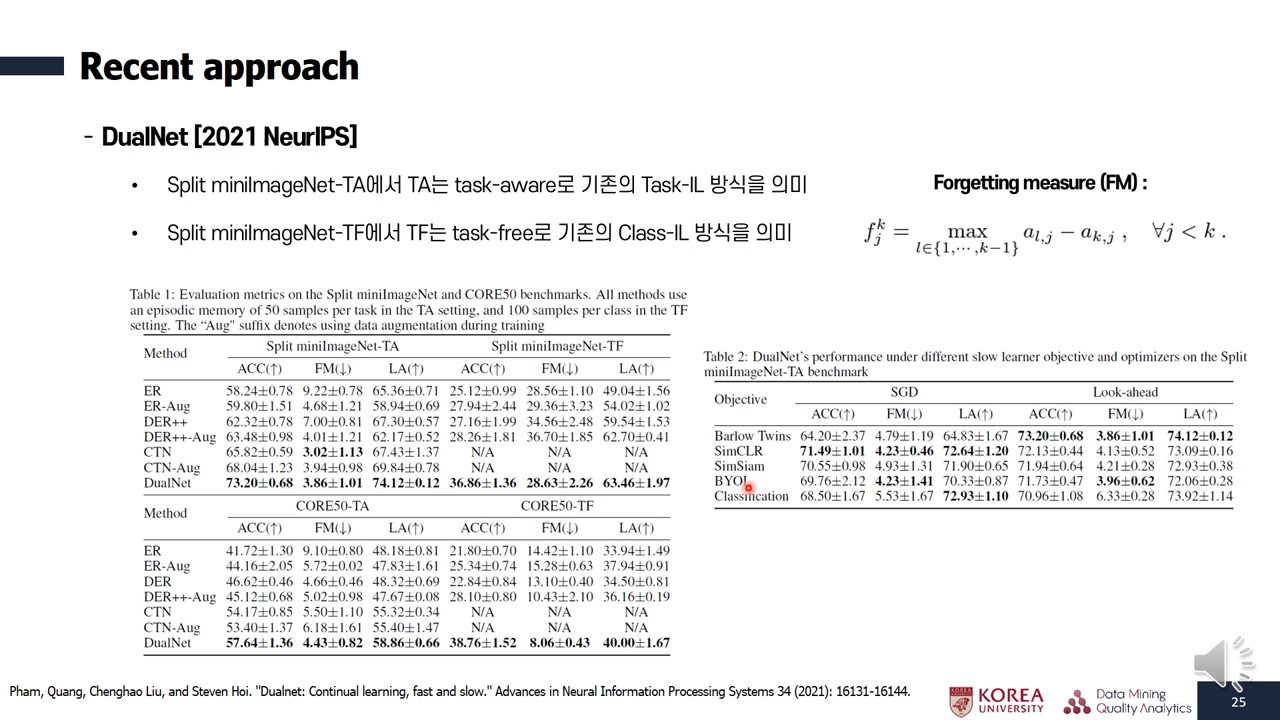 Recent approach
- DualNet [2021 NeurIPS]
• Split miniImageNet-TA에서 TA는 task-aware로 기존의 Task-IL 방식을 의미
• Split miniImageNet-TF에서 TF는 task-free로 기존의 Class-IL 방식을 의미
Forgetting measure (FM) :
f_j^k = max_{l∈{1,⋯,k−1}} a_{l,j} − a_{k,j} , ∀j < k .
Table 1: Evaluation metrics on the Split miniImageNet and CORE50 benchmarks. All methods use
an episodic memory of 50 samples per task in the TA setting, and 100 samples per class in the TF
setting. The “Aug" suffix denotes using data augmentation during training
Method Split miniImageNet-TA Split miniImageNet-TF
ACC(↑) FM(↓) LA(↑) ACC(↑) FM(↓) LA(↑)
ER 58.24±0.78 9.22±0.78 65.36±0.71 25.12±0.99 28.56±1.10 49.04±1.56
ER-Aug 59.80±1.51 4.68±1.21 58.94±0.69 27.94±2.44 29.36±3.23 54.02±1.02
DER++ 62.32±0.78 7.00±0.81 67.30±0.57 27.16±1.99 34.56±2.48 59.54±1.53
DER++-Aug 63.48±0.98 4.01±1.21 62.17±0.52 28.26±1.81 36.70±1.85 62.70±0.41
CTN 65.82±0.59 3.02±1.13 67.43±1.37 N/A N/A N/A
CTN-Aug 68.04±1.23 3.94±0.98 69.84±0.78 N/A N/A N/A
DualNet 73.20±0.68 3.86±1.01 74.12±0.12 36.86±1.36 28.63±2.26 63.46±1.97
Method CORE50-TA CORE50-TF
ACC(↑) FM(↓) LA(↑) ACC(↑) FM(↓) LA(↑)
ER 41.72±1.30 9.10±0.80 48.18±0.81 21.80±0.70 14.42±1.10 33.94±1.49
ER-Aug 44.16±2.05 5.72±0.02 47.83±1.61 25.34±0.74 15.28±0.63 37.94±0.91
DER 46.62±0.46 4.66±0.46 48.32±0.69 22.84±0.84 13.10±0.40 34.50±0.81
DER++-Aug 45.12±0.68 5.02±0.98 47.67±0.08 28.10±0.80 10.43±2.10 36.16±0.19
CTN 54.17±0.85 5.50±1.10 55.32±0.34 N/A N/A N/A
CTN-Aug 53.40±1.37 6.18±1.61 55.40±1.47 N/A N/A N/A
DualNet 57.64±1.36 4.43±0.82 58.86±0.66 38.76±1.52 8.06±0.43 40.00±1.67
Table 2: DualNet's performance under different slow learner objective and optimizers on the Split
miniImageNet-TA benchmark
Objective SGD Look-ahead
ACC(↑) FM(↓) LA(↑) ACC(↑) FM(↓) LA(↑)
Barlow Twins 64.20±2.37 4.79±1.19 64.83±1.67 73.20±0.68 3.86±1.01 74.12±0.12
SimCLR 71.49±1.01 4.23±0.46 72.64±1.20 72.13±0.44 4.13±0.52 73.09±0.16
SimSiam 70.55±0.98 4.93±1.31 71.90±0.65 71.94±0.64 4.21±0.28 72.93±0.38
BYOL 69.76±2.12 4.23±1.41 70.33±0.87 71.73±0.47 3.96±0.62 72.06±0.28
Classification 68.50±1.67 5.53±1.67 72.93±1.10 70.96±1.08 6.33±0.28 73.92±1.14
Pham, Quang, Chenghao Liu, and Steven Hoi. "Dualnet: Continual learning, fast and slow." Advances in Neural Information Processing Systems 34 (2021): 16131-16144.
KOREA
UNIVERSITY
Data Mining
Quality Analytics
25